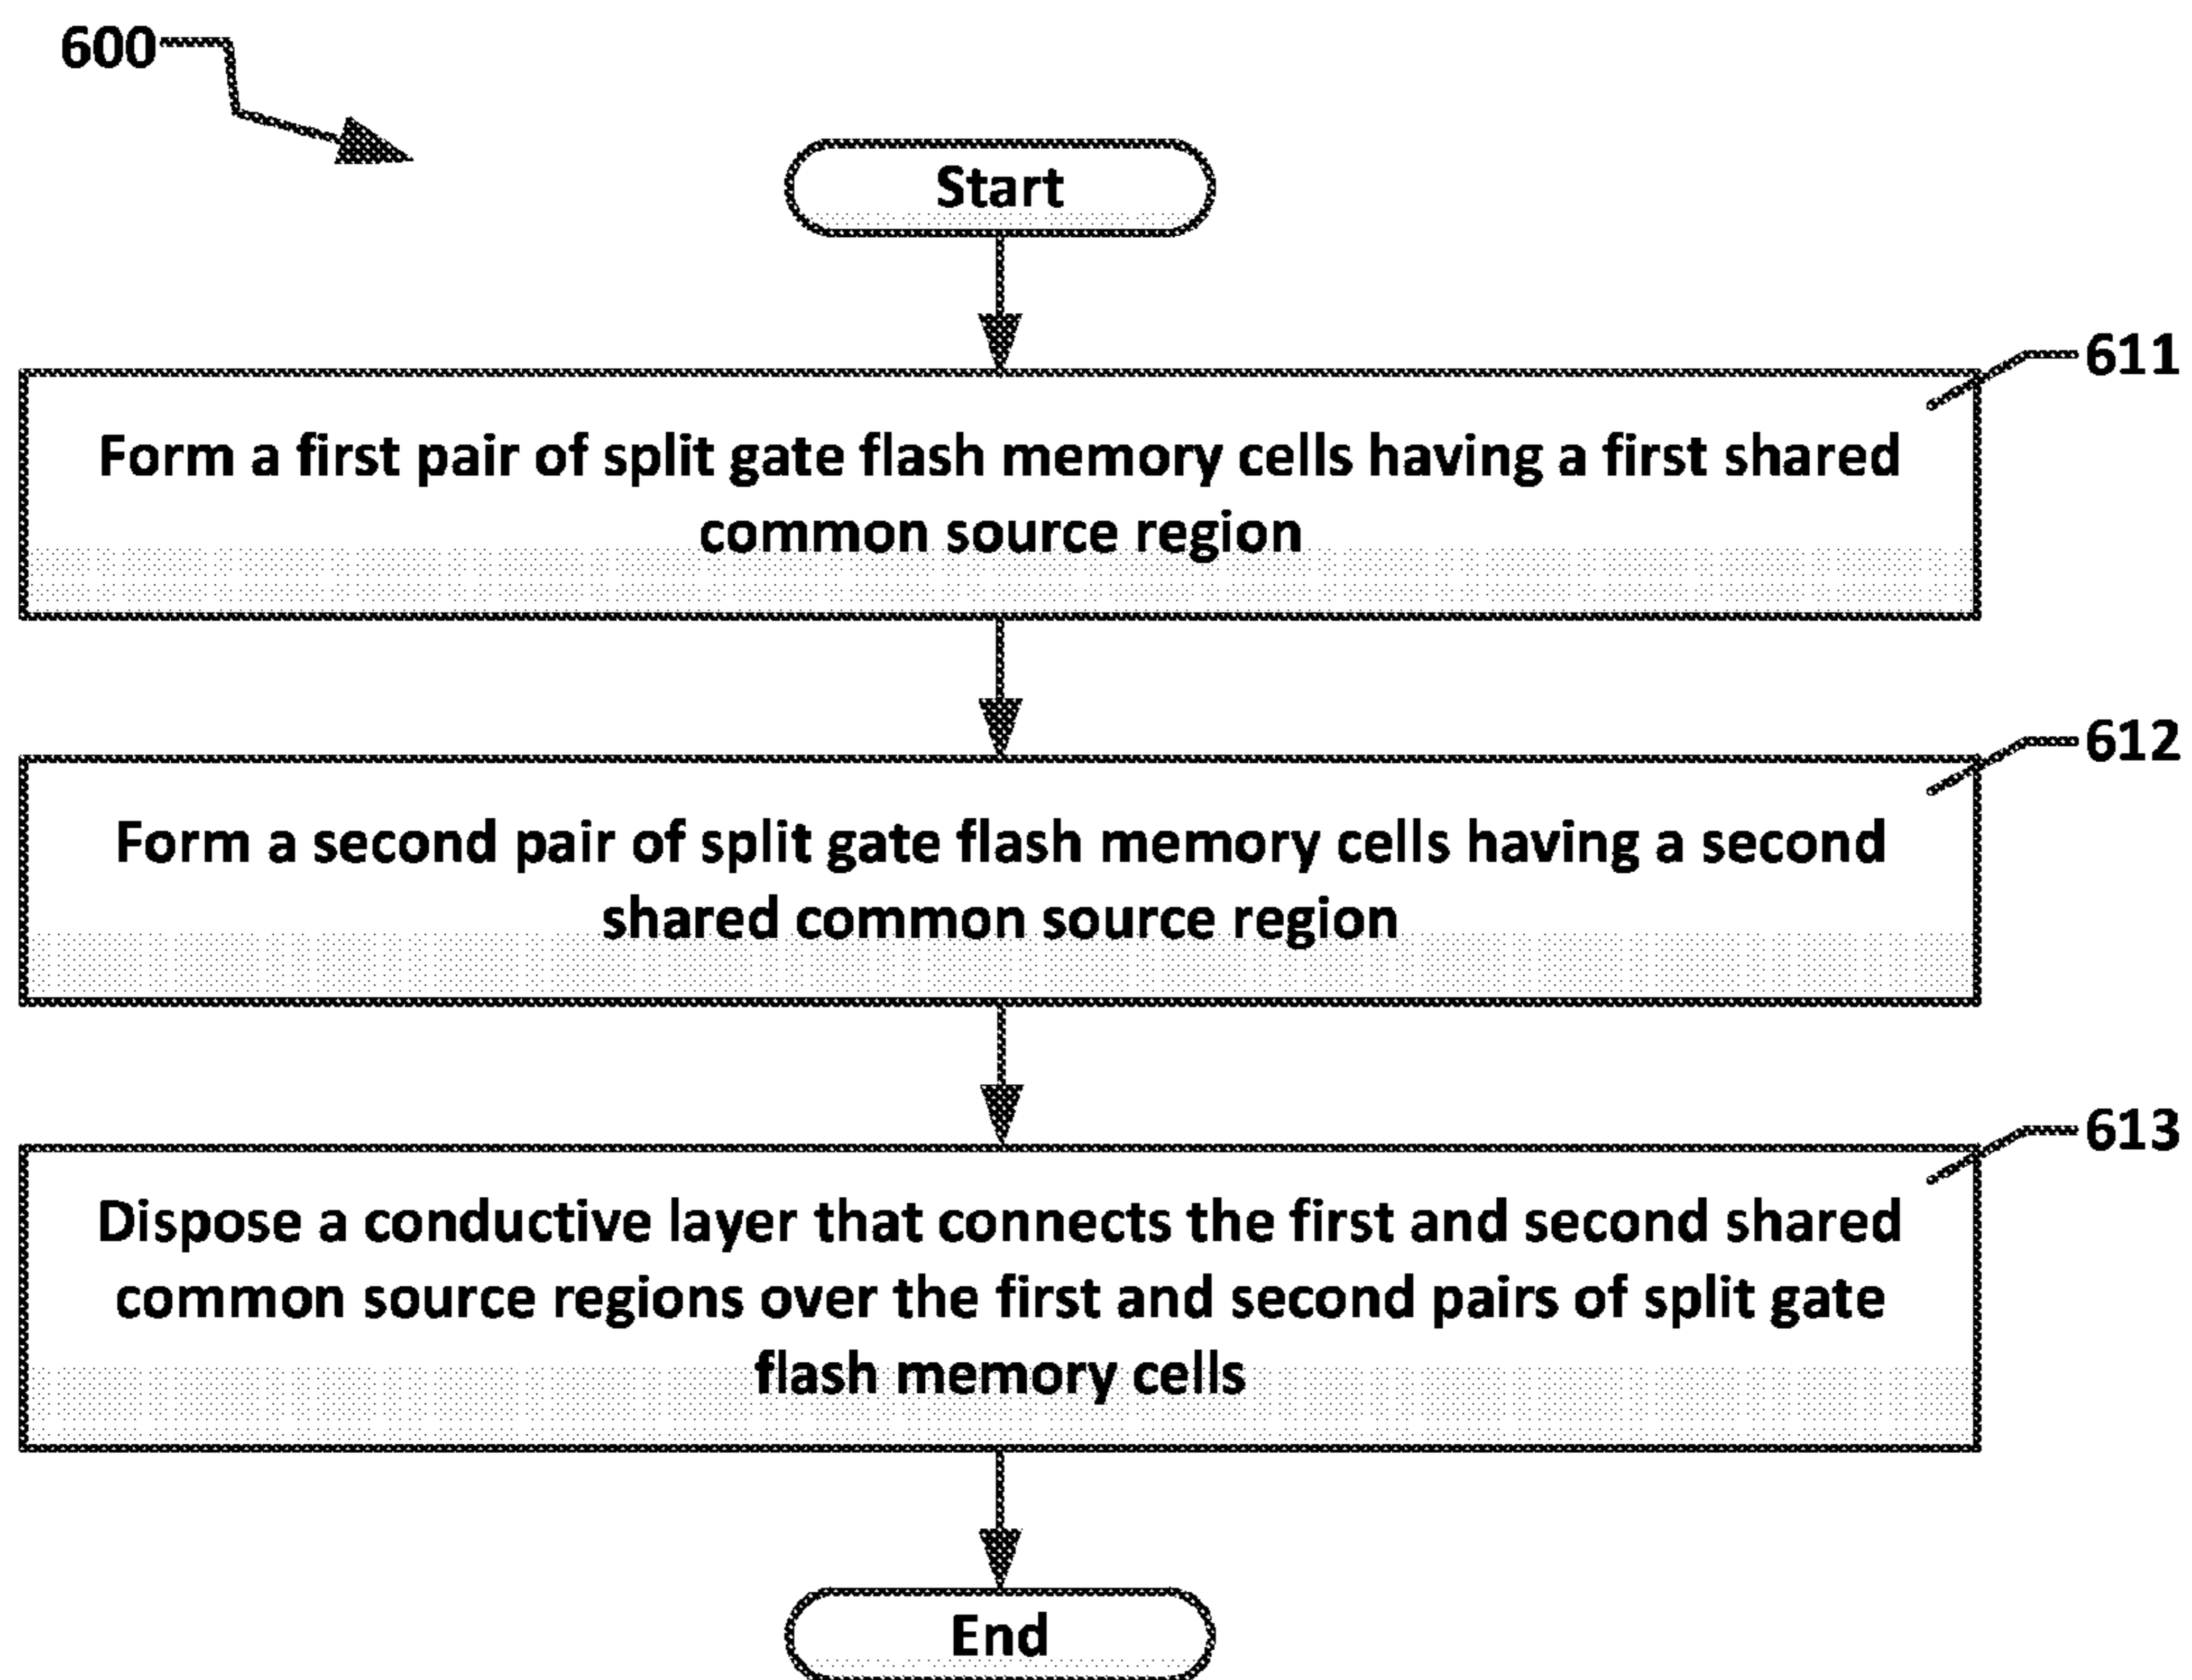 600
Start
611
Form a first pair of split gate flash memory cells having a first shared
common source region
612
Form a second pair of split gate flash memory cells having a second
shared common source region
613
Dispose a conductive layer that connects the first and second shared
common source regions over the first and second pairs of split gate
flash memory cells
End